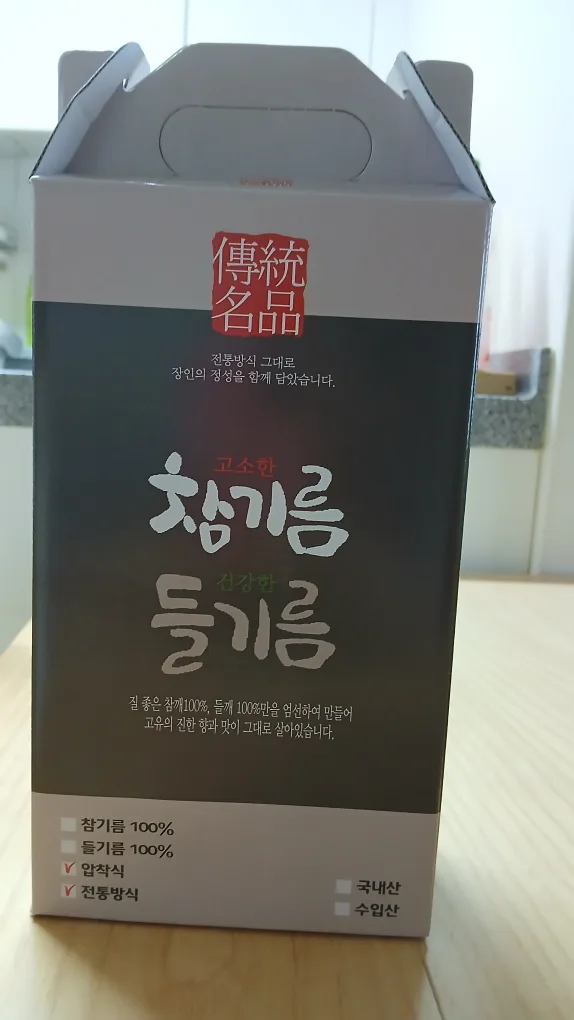 傳統
名品
전통방식 그대로
장인의 정성을 함께 담았습니다.
고소한
참기름
건강한
들기름
질 좋은 참깨100%, 들깨 100%만을 엄선하여 만들어
고유의 진한 향과 맛이 그대로 살아있습니다.
참기름 100%
들기름 100%
압착식
전통방식
국내산
수입산